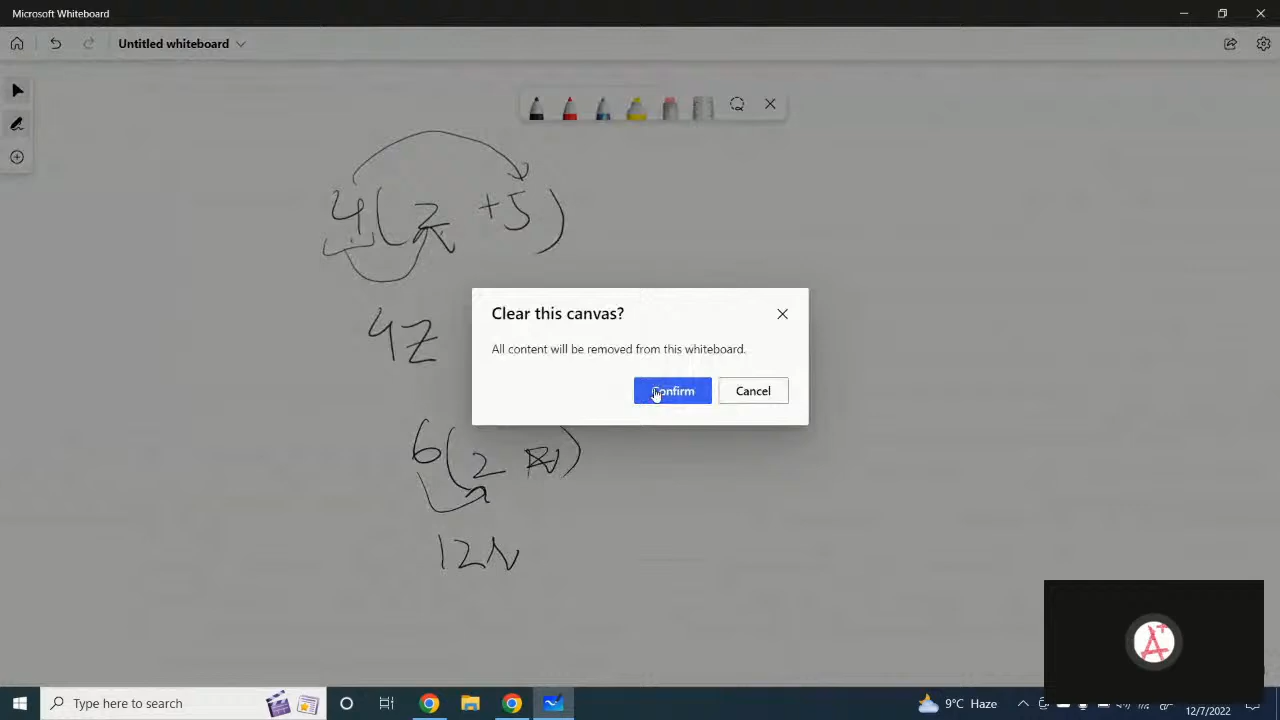 Microsoft Whiteboard
Untitled whiteboard
4(z +5)
4z
Clear this canvas?
All content will be removed from this whiteboard.
Confirm
Cancel
6(2 N)
12N
A+
Type here to search
9°C Haze
12/7/2022